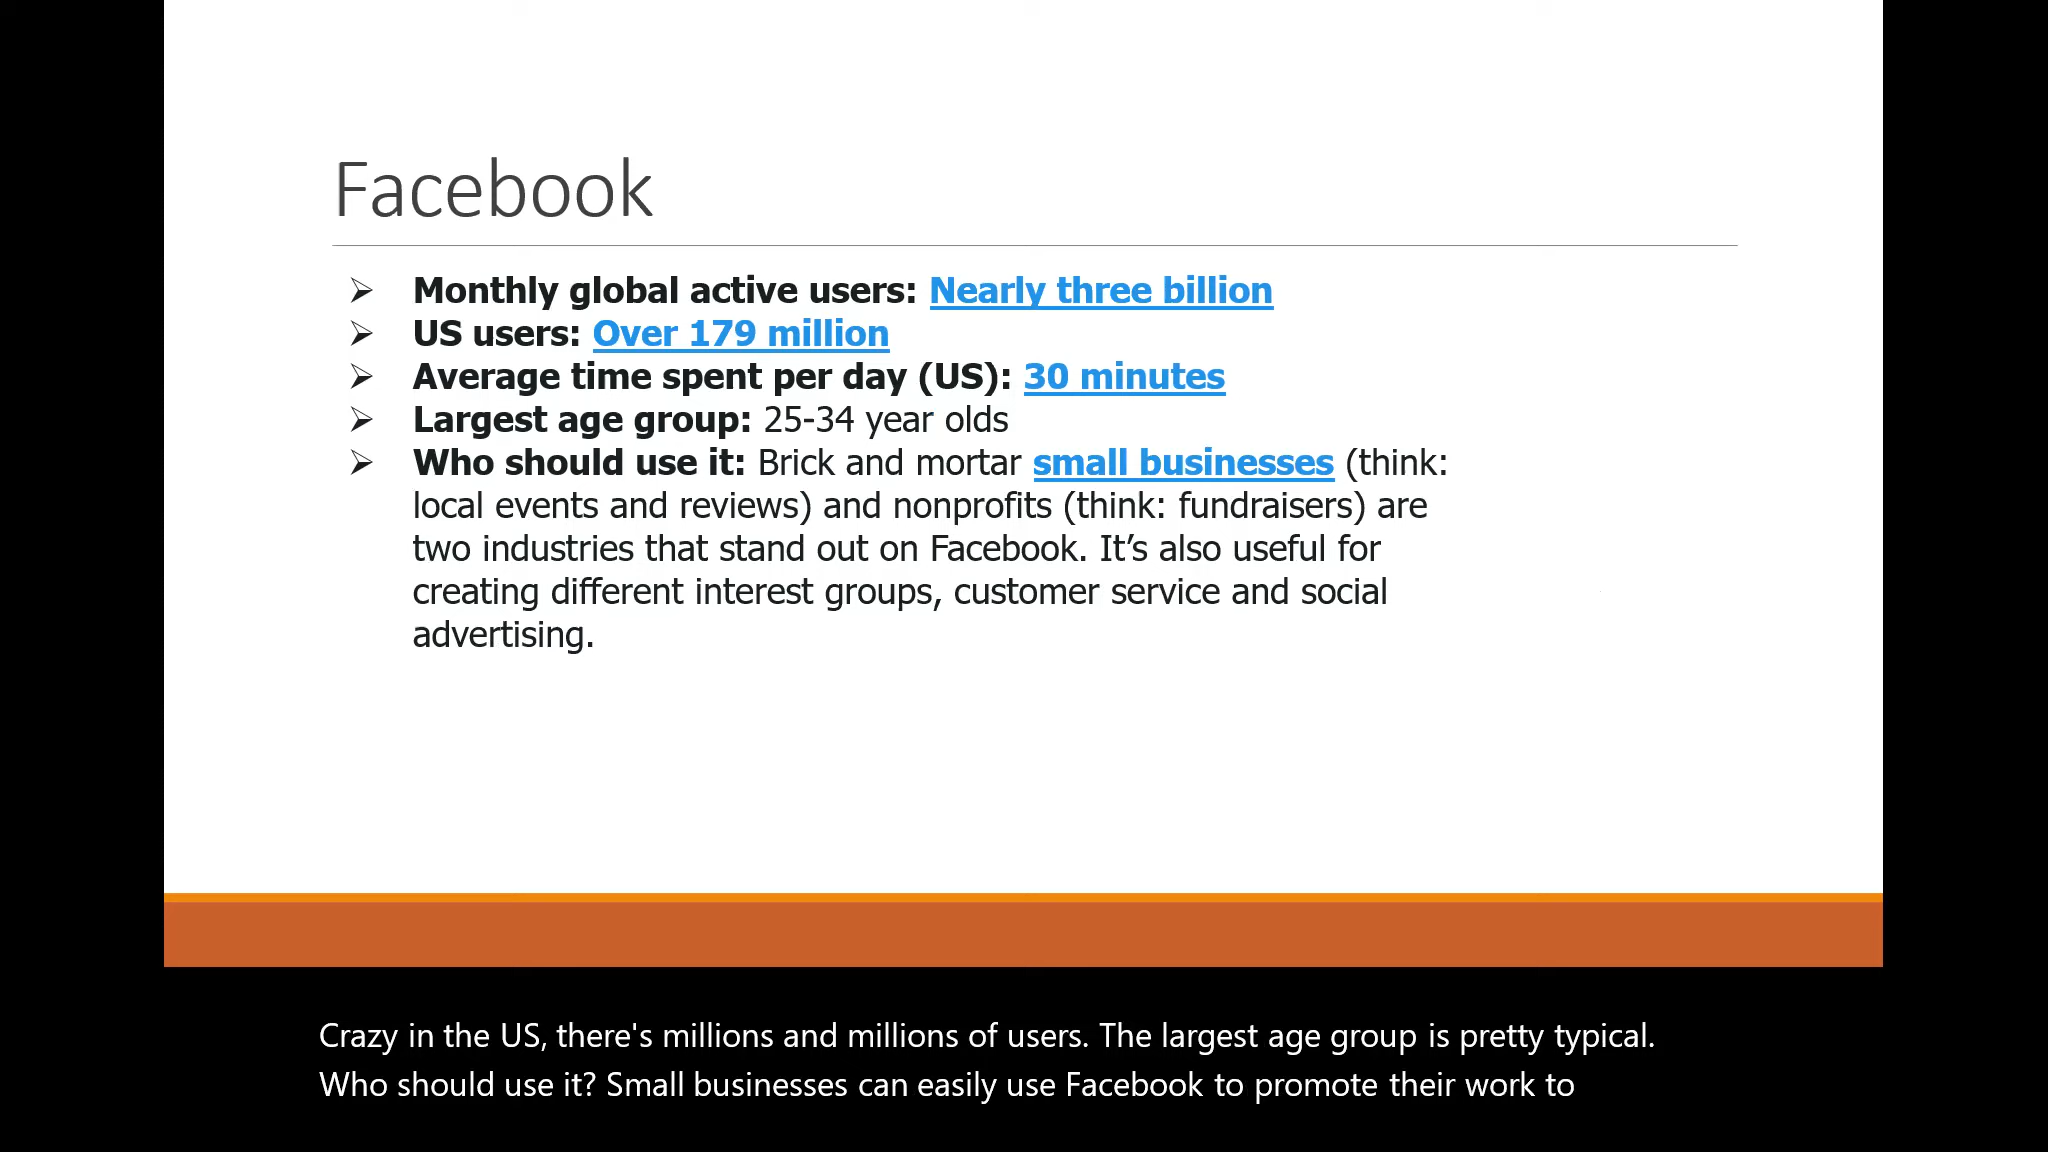 Facebook
➢ Monthly global active users: Nearly three billion
➢ US users: Over 179 million
➢ Average time spent per day (US): 30 minutes
➢ Largest age group: 25-34 year olds
➢ Who should use it: Brick and mortar small businesses (think:
local events and reviews) and nonprofits (think: fundraisers) are
two industries that stand out on Facebook. It’s also useful for
creating different interest groups, customer service and social
advertising.
Crazy in the US, there's millions and millions of users. The largest age group is pretty typical.
Who should use it? Small businesses can easily use Facebook to promote their work to